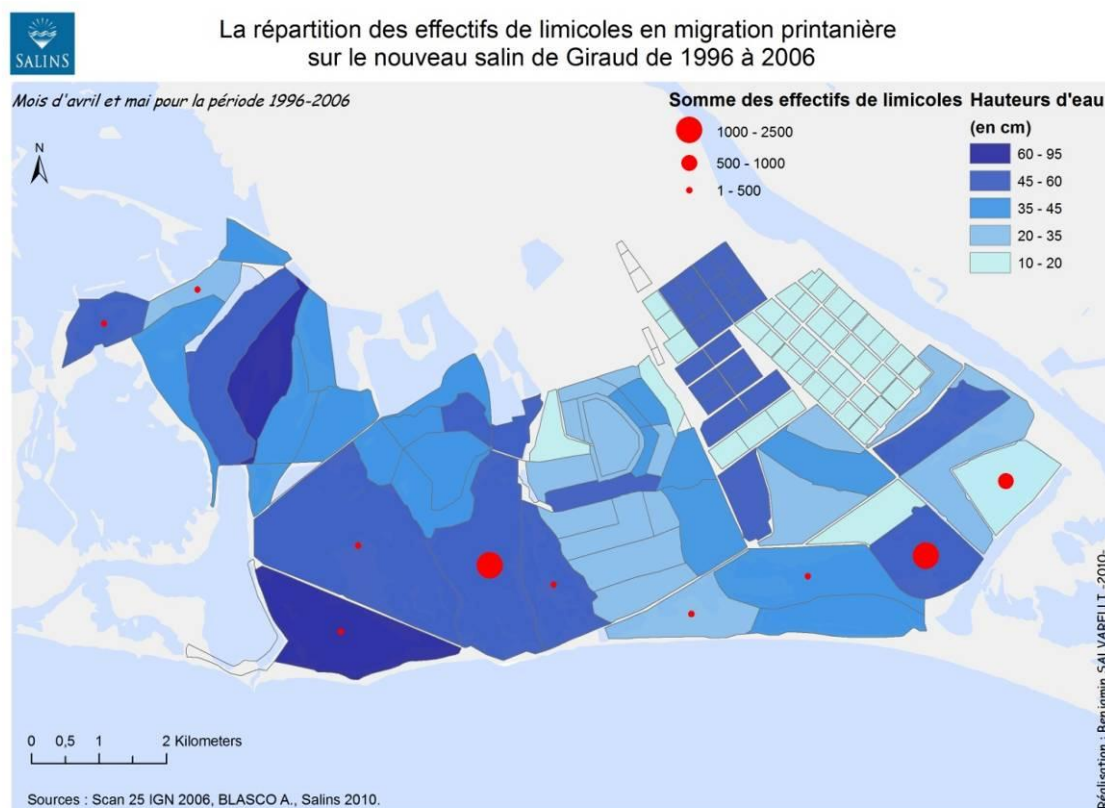 SALINS
La répartition des effectifs de limicoles en migration printanière
sur le nouveau salin de Giraud de 1996 à 2006
Mois d'avril et mai pour la période 1996-2006
Somme des effectifs de limicoles
1000 - 2500
500 - 1000
1 - 500
Hauteurs d'eau
(en cm)
60 - 95
45 - 60
35 - 45
20 - 35
10 - 20
N
0 0,5 1 2 Kilometers
Sources : Scan 25 IGN 2006, BLASCO A., Salins 2010.
Réalisation : Benjamin SALVARELLI -2010-